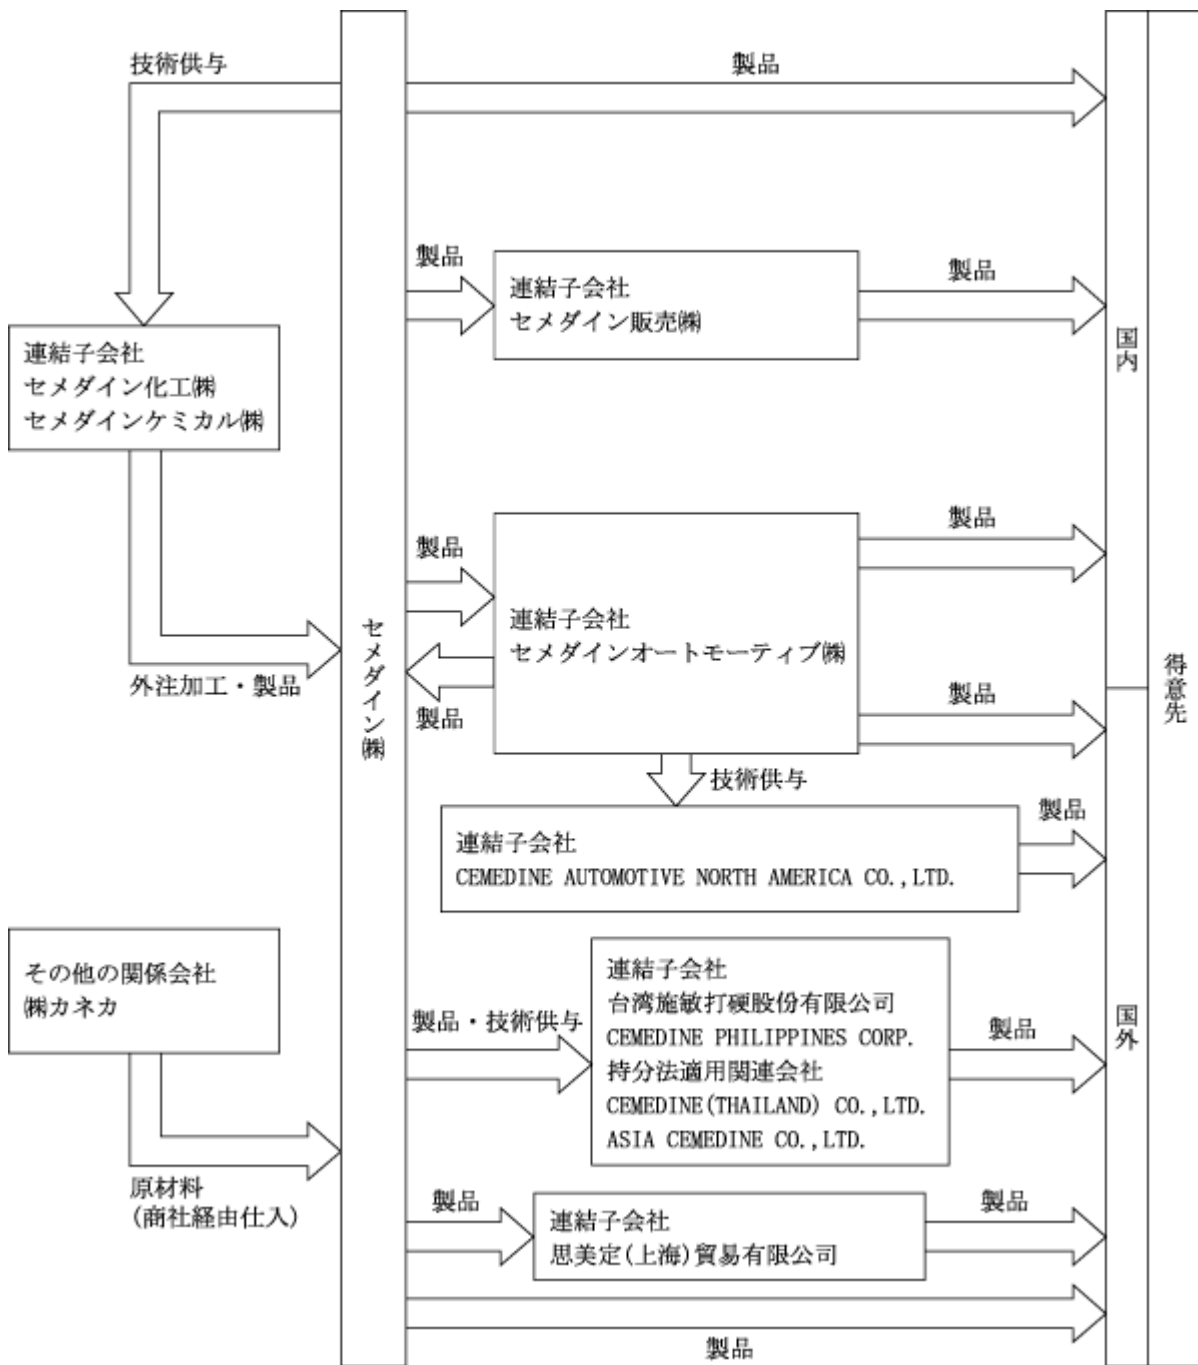 技術供与
製品
製品
連結子会社
セメダイン販売㈱
製品
国内
連結子会社
セメダイン化工㈱
セメダインケミカル㈱
製品
連結子会社
セメダインオートモーティブ㈱
製品
製品
製品
外注加工・製品
セメダイン㈱
得意先
技術供与
連結子会社
CEMEDINE AUTOMOTIVE NORTH AMERICA CO.,LTD.
製品
その他の関係会社
㈱カネカ
製品・技術供与
連結子会社
台湾施敏打硬股份有限公司
CEMEDINE PHILIPPINES CORP.
持分法適用関連会社
CEMEDINE(THAILAND) CO.,LTD.
ASIA CEMEDINE CO.,LTD.
製品
国外
原材料
(商社経由仕入)
製品
連結子会社
思美定(上海)貿易有限公司
製品
製品